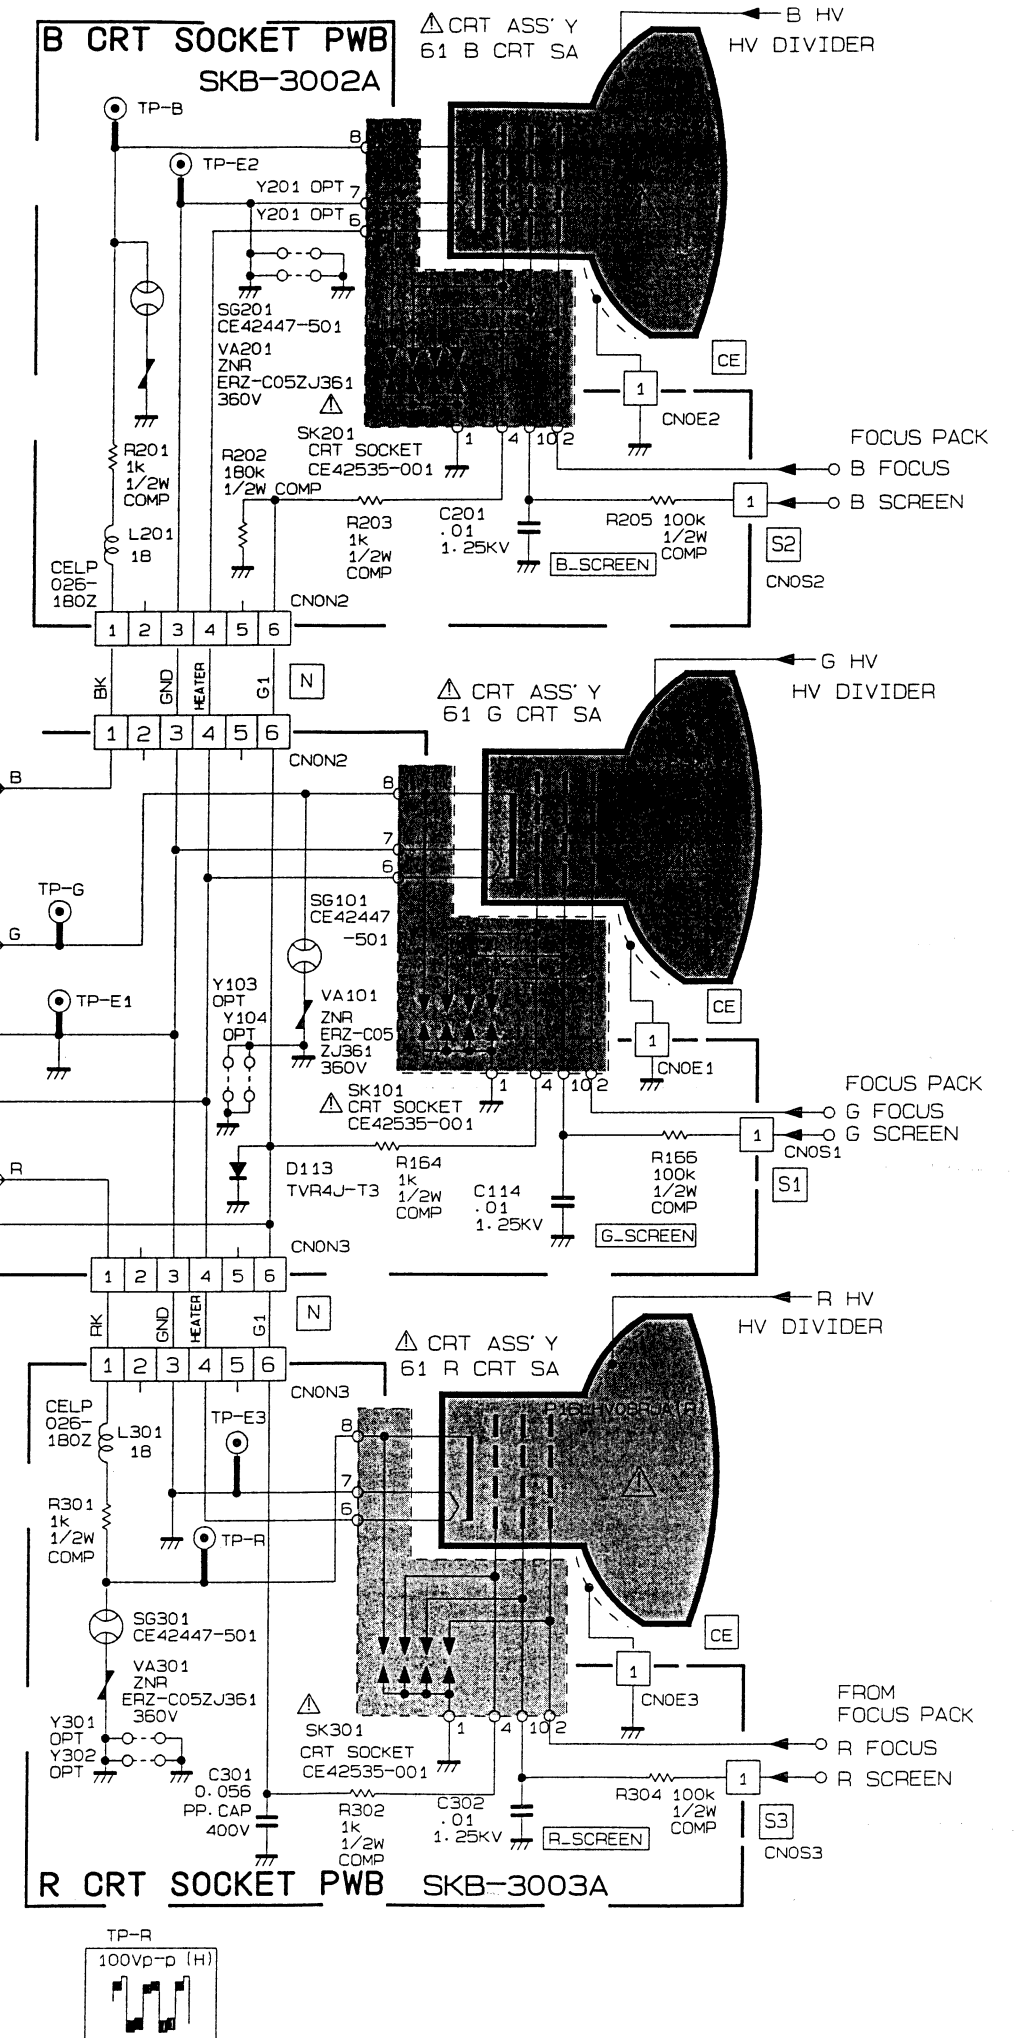 B CRT SOCKET PWB
SKB-3002A
⚠ CRT ASS'Y
61 B CRT SA
B HV
HV DIVIDER
TP-B
TP-E2
8
Y201 OPT 7
Y201 OPT 6
SG201
CE42447-501
VA201
ZNR
ERZ-C05ZJ361
360V
⚠
SK201
CRT SOCKET
CE42535-001
1 4 10 2
CE
1
CN0E2
FOCUS PACK
B FOCUS
B SCREEN
R201
1k
1/2W
COMP
R202
180k
1/2W COMP
R203
1k
1/2W
COMP
C201
.01
1.25KV
R205 100k
1/2W
COMP
1
S2
CN0S2
B_SCREEN
L201
18
CELP
026-
180Z
CN0N2
1 2 3 4 5 6
BK
GND
HEATER
G1
N
1 2 3 4 5 6
CN0N2
⚠ CRT ASS'Y
61 G CRT SA
G HV
HV DIVIDER
B
8
7
6
TP-G
G
SG101
CE42447
-501
TP-E1
Y103
OPT
Y104
OPT
VA101
ZNR
ERZ-C05
ZJ361
360V
⚠ SK101
CRT SOCKET
CE42535-001
1 4 10 2
CE
1
CN0E1
FOCUS PACK
G FOCUS
G SCREEN
1
CN0S1
S1
R
D113
TVR4J-T3
R164
1k
1/2W
COMP
C114
.01
1.25KV
R166
100k
1/2W
COMP
G_SCREEN
CN0N3
1 2 3 4 5 6
RK
GND
HEATER
G1
N
1 2 3 4 5 6
CN0N3
⚠ CRT ASS'Y
61 R CRT SA
R HV
HV DIVIDER
P16LHV08RJA(R)
⚠
CELP
026-
180Z
L301
18
TP-E3
8
7
6
R301
1k
1/2W
COMP
TP-R
SG301
CE42447-501
VA301
ZNR
ERZ-C05ZJ361
360V
Y301
OPT
Y302
OPT
⚠
SK301
CRT SOCKET
CE42535-001
1 4 10 2
CE
1
CN0E3
FROM
FOCUS PACK
R FOCUS
R SCREEN
C301
0.056
PP.CAP
400V
R302
1k
1/2W
COMP
C302
.01
1.25KV
R304 100k
1/2W
COMP
1
S3
CN0S3
R_SCREEN
R CRT SOCKET PWB SKB-3003A
TP-R
100Vp-p (H)